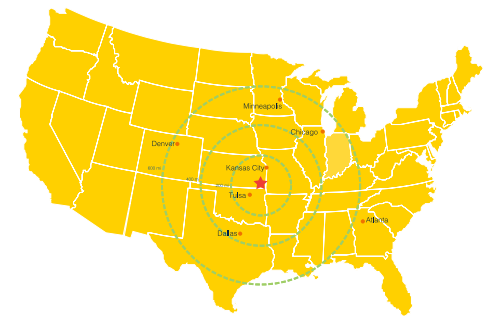 Minneapolis
Chicago
Denver
Kansas City
Tulsa
Dallas
Atlanta